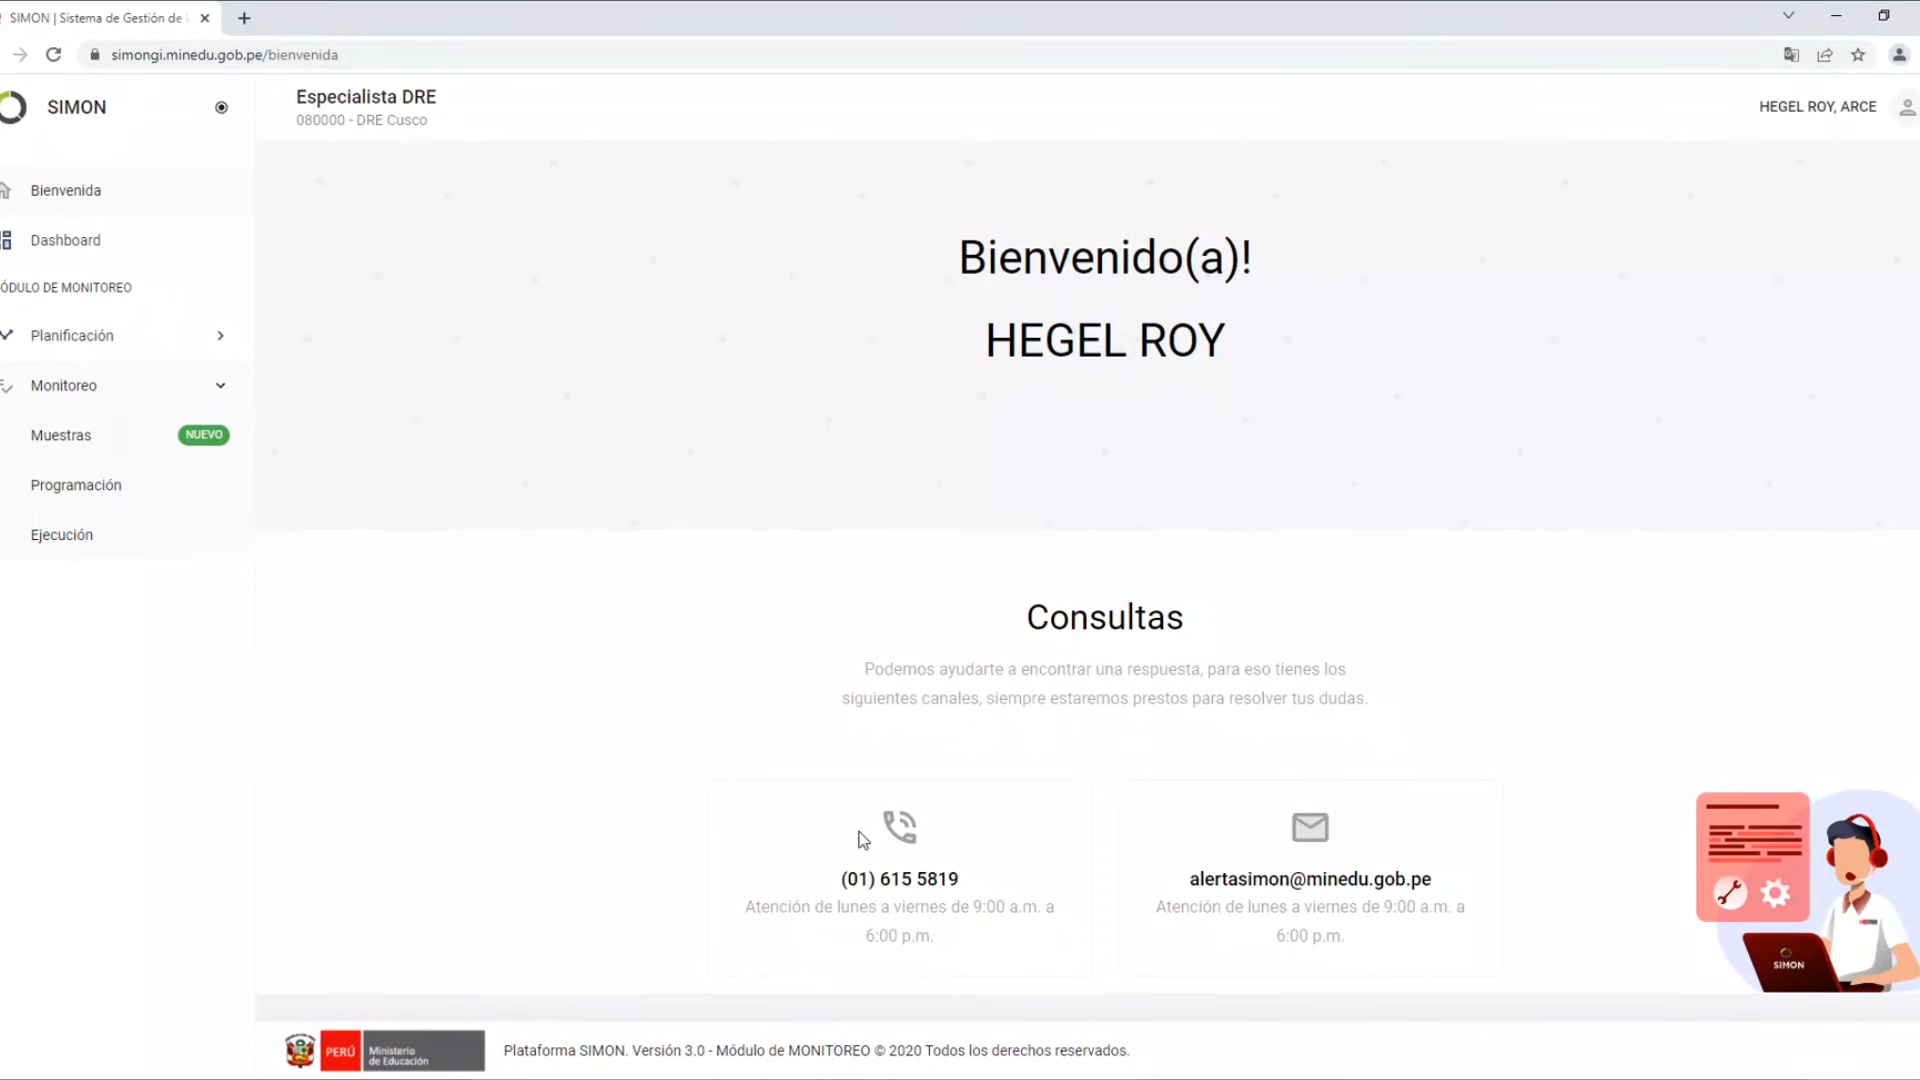 SIMON | Sistema de Gestión de
simongi.minedu.gob.pe/bienvenida
SIMON
Especialista DRE
080000 - DRE Cusco
HEGEL ROY, ARCE
Bienvenida
Dashboard
ÓDULO DE MONITOREO
Planificación
Monitoreo
Muestras
NUEVO
Programación
Ejecución
Bienvenido(a)!
HEGEL ROY
Consultas
Podemos ayudarte a encontrar una respuesta, para eso tienes los
siguientes canales, siempre estaremos prestos para resolver tus dudas.
(01) 615 5819
Atención de lunes a viernes de 9:00 a.m. a
6:00 p.m.
alertasimon@minedu.gob.pe
Atención de lunes a viernes de 9:00 a.m. a
6:00 p.m.
SIMON
PERÚ
Ministerio
de Educación
Plataforma SIMON. Versión 3.0 - Módulo de MONITOREO © 2020 Todos los derechos reservados.